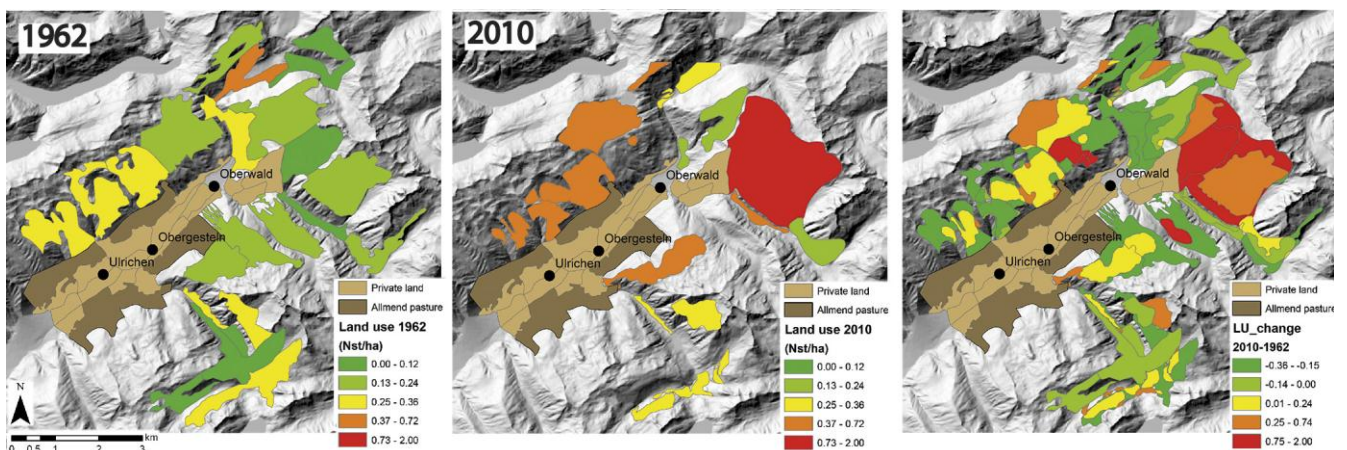 1962
Oberwald
Obergesteln
Ulrichen
Private land
Allmend pasture
Land use 1962
(Nst/ha)
0.00 - 0.12
0.13 - 0.24
0.25 - 0.36
0.37 - 0.72
0.73 - 2.00
N
km
0 0.5 1 2 3
2010
Oberwald
Obergesteln
Ulrichen
Private land
Allmend pasture
Land use 2010
(Nst/ha)
0.00 - 0.12
0.13 - 0.24
0.25 - 0.36
0.37 - 0.72
0.73 - 2.00
Oberwald
Obergesteln
Ulrichen
Private land
Allmend pasture
LU_change
2010-1962
-0.36 - -0.15
-0.14 - 0.00
0.01 - 0.24
0.25 - 0.74
0.75 - 2.00